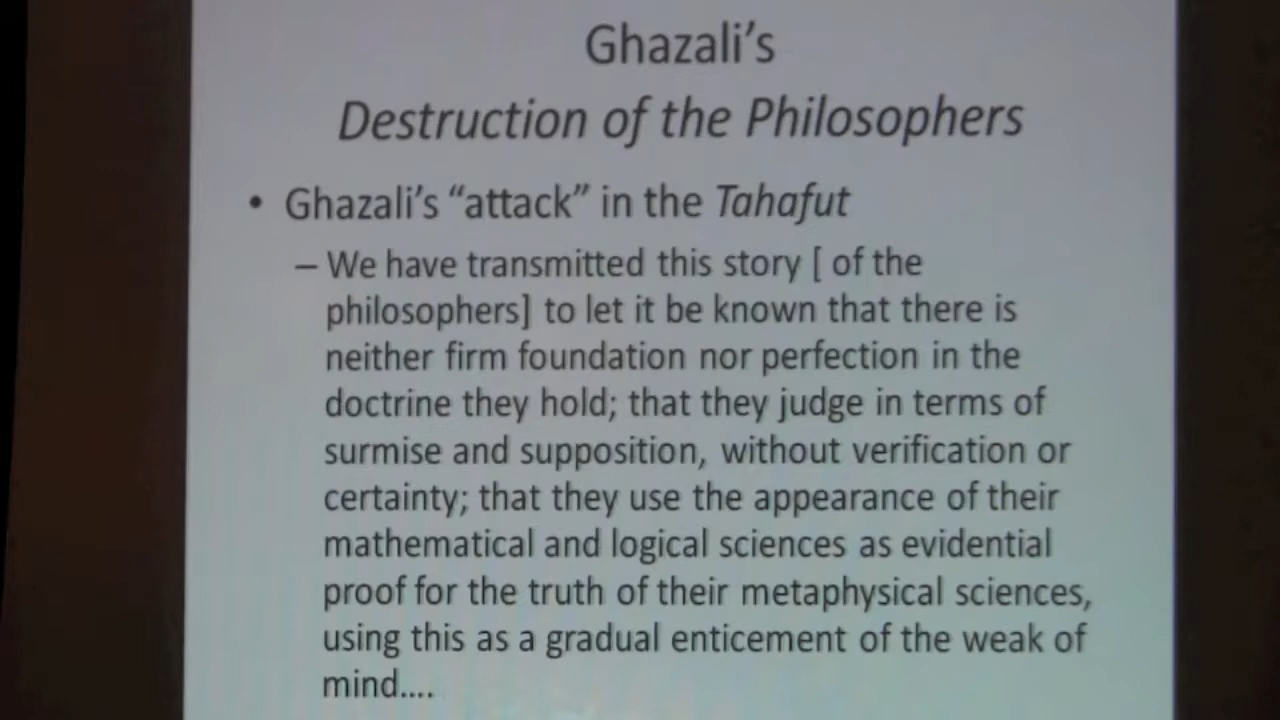 Ghazali’s
Destruction of the Philosophers
• Ghazali’s “attack” in the Tahafut
– We have transmitted this story [ of the
philosophers] to let it be known that there is
neither firm foundation nor perfection in the
doctrine they hold; that they judge in terms of
surmise and supposition, without verification or
certainty; that they use the appearance of their
mathematical and logical sciences as evidential
proof for the truth of their metaphysical sciences,
using this as a gradual enticement of the weak of
mind....